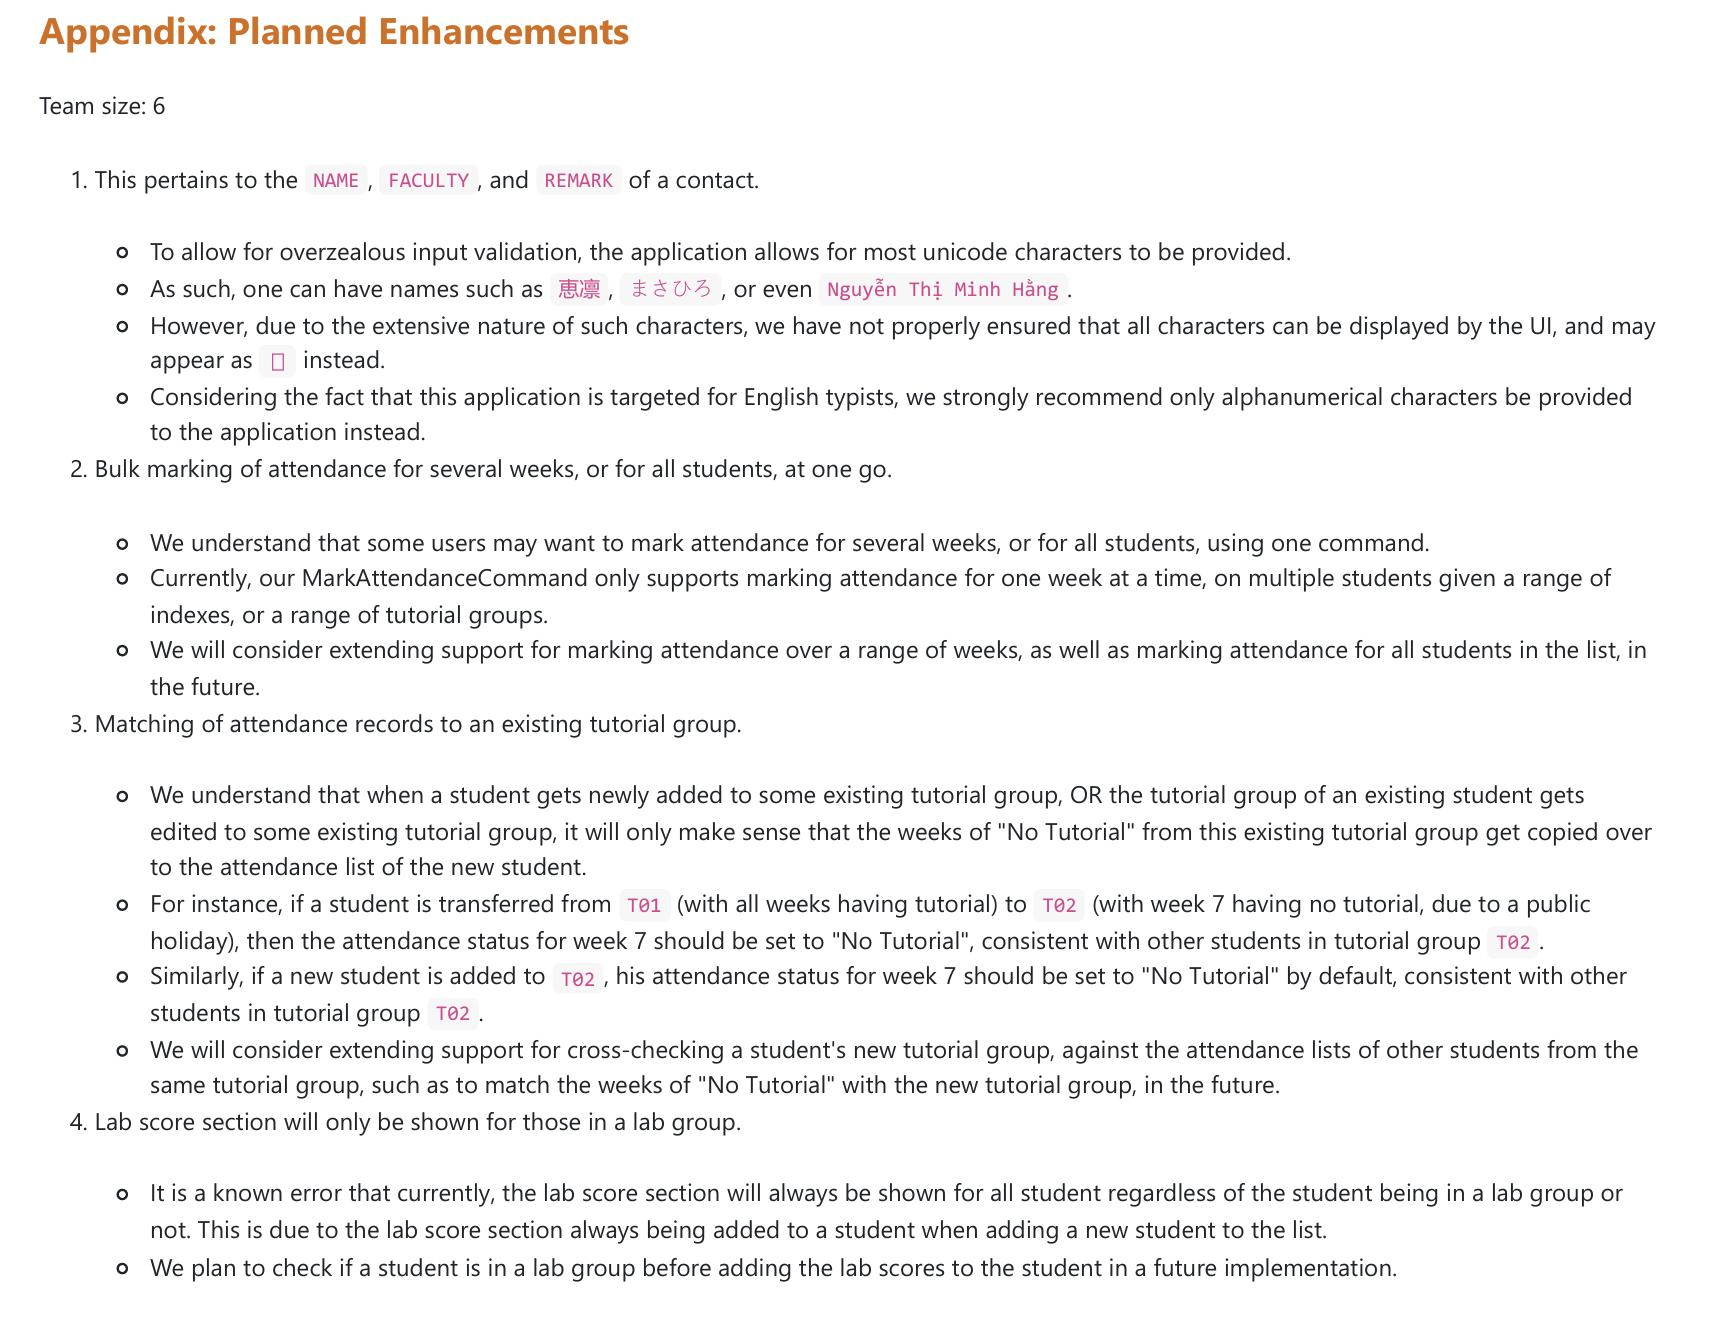 Appendix: Planned Enhancements
Team size: 6
1. This pertains to the NAME, FACULTY, and REMARK of a contact.
To allow for overzealous input validation, the application allows for most unicode characters to be provided.
As such, one can have names such as 恵凛, まさひろ, or even Nguyễn Thị Minh Hằng.
However, due to the extensive nature of such characters, we have not properly ensured that all characters can be displayed by the UI, and may
appear as  instead.
Considering the fact that this application is targeted for English typists, we strongly recommend only alphanumerical characters be provided
to the application instead.
2. Bulk marking of attendance for several weeks, or for all students, at one go.
We understand that some users may want to mark attendance for several weeks, or for all students, using one command.
Currently, our MarkAttendanceCommand only supports marking attendance for one week at a time, on multiple students given a range of
indexes, or a range of tutorial groups.
We will consider extending support for marking attendance over a range of weeks, as well as marking attendance for all students in the list, in
the future.
3. Matching of attendance records to an existing tutorial group.
We understand that when a student gets newly added to some existing tutorial group, OR the tutorial group of an existing student gets
edited to some existing tutorial group, it will only make sense that the weeks of "No Tutorial" from this existing tutorial group get copied over
to the attendance list of the new student.
For instance, if a student is transferred from T01 (with all weeks having tutorial) to T02 (with week 7 having no tutorial, due to a public
holiday), then the attendance status for week 7 should be set to "No Tutorial", consistent with other students in tutorial group T02.
Similarly, if a new student is added to T02, his attendance status for week 7 should be set to "No Tutorial" by default, consistent with other
students in tutorial group T02.
We will consider extending support for cross-checking a student's new tutorial group, against the attendance lists of other students from the
same tutorial group, such as to match the weeks of "No Tutorial" with the new tutorial group, in the future.
4. Lab score section will only be shown for those in a lab group.
It is a known error that currently, the lab score section will always be shown for all student regardless of the student being in a lab group or
not. This is due to the lab score section always being added to a student when adding a new student to the list.
We plan to check if a student is in a lab group before adding the lab scores to the student in a future implementation.